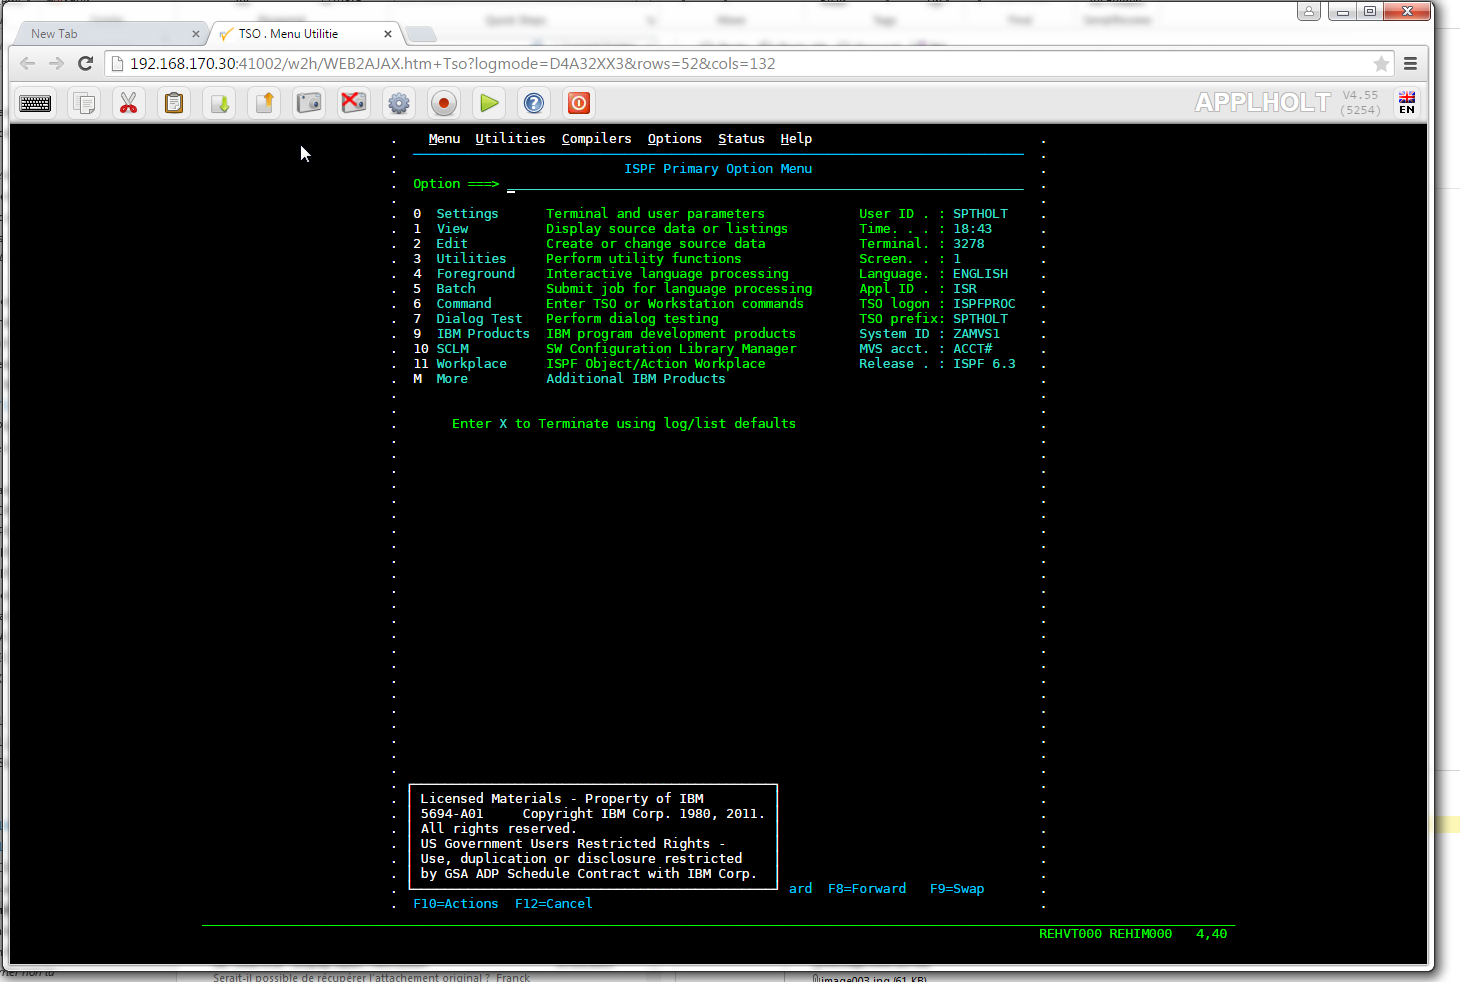 New Tab
TSO . Menu Utilitie
192.168.170.30:41002/w2h/WEB2AJAX.htm+Tso?logmode=D4A32XX3&rows=52&cols=132
APPLHOLT V4.55 (5254) EN
Menu Utilities Compilers Options Status Help
ISPF Primary Option Menu
Option ===>
0 Settings Terminal and user parameters User ID . : SPTHOLT
1 View Display source data or listings Time. . . : 18:43
2 Edit Create or change source data Terminal. : 3278
3 Utilities Perform utility functions Screen. . : 1
4 Foreground Interactive language processing Language. : ENGLISH
5 Batch Submit job for language processing Appl ID . : ISR
6 Command Enter TSO or Workstation commands TSO logon : ISPFPROC
7 Dialog Test Perform dialog testing TSO prefix: SPTHOLT
9 IBM Products IBM program development products System ID : ZAMVS1
10 SCLM SW Configuration Library Manager MVS acct. : ACCT#
11 Workplace ISPF Object/Action Workplace Release . : ISPF 6.3
M More Additional IBM Products
Enter X to Terminate using log/list defaults
Licensed Materials - Property of IBM
5694-A01 Copyright IBM Corp. 1980, 2011.
All rights reserved.
US Government Users Restricted Rights -
Use, duplication or disclosure restricted
by GSA ADP Schedule Contract with IBM Corp.
ard F8=Forward F9=Swap
F10=Actions F12=Cancel
REHVT000 REHIM000 4,40
Serait-il possible de récupérer l'attachement original ? Franck
image003.jpg (61 KB)